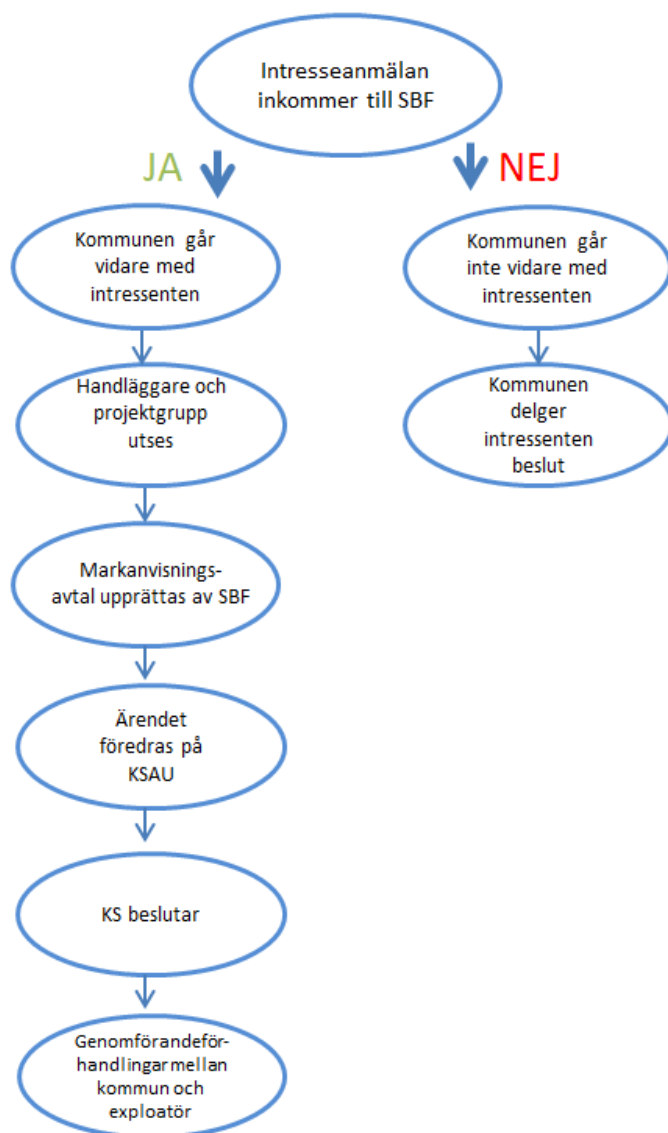 Intresseanmälan
inkommer till SBF
JA
NEJ
Kommunen går
vidare med
intressenten
Kommunen går
inte vidare med
intressenten
Handläggare och
projektgrupp
utses
Kommunen
delger
intressenten
beslut
Markanvisnings-
avtal upprättas av SBF
Ärendet
föredras på
KSAU
KS beslutar
Genomförandeför-
handlingar mellan
kommun och
exploatör